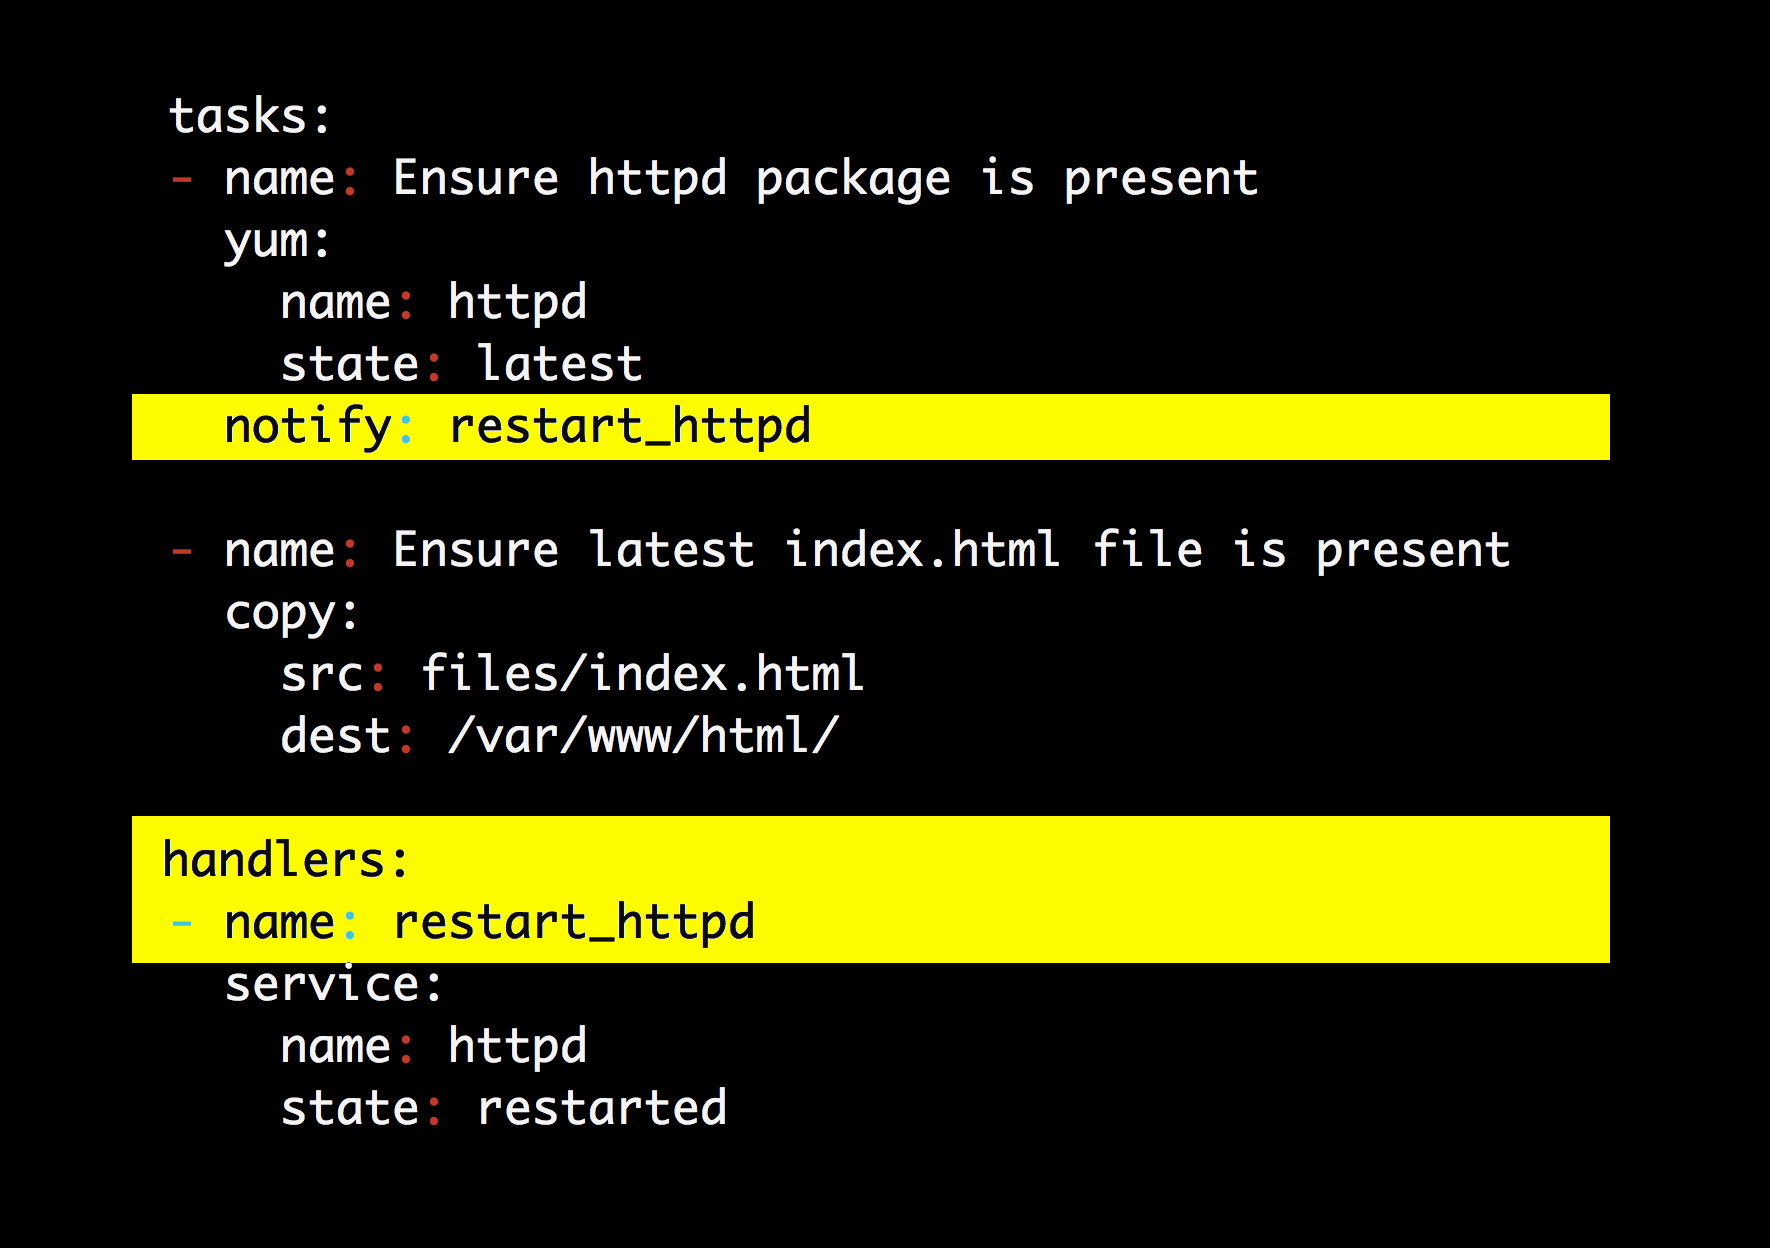 tasks:
- name: Ensure httpd package is present
  yum:
    name: httpd
    state: latest
  notify: restart_httpd

- name: Ensure latest index.html file is present
  copy:
    src: files/index.html
    dest: /var/www/html/

handlers:
- name: restart_httpd
  service:
    name: httpd
    state: restarted